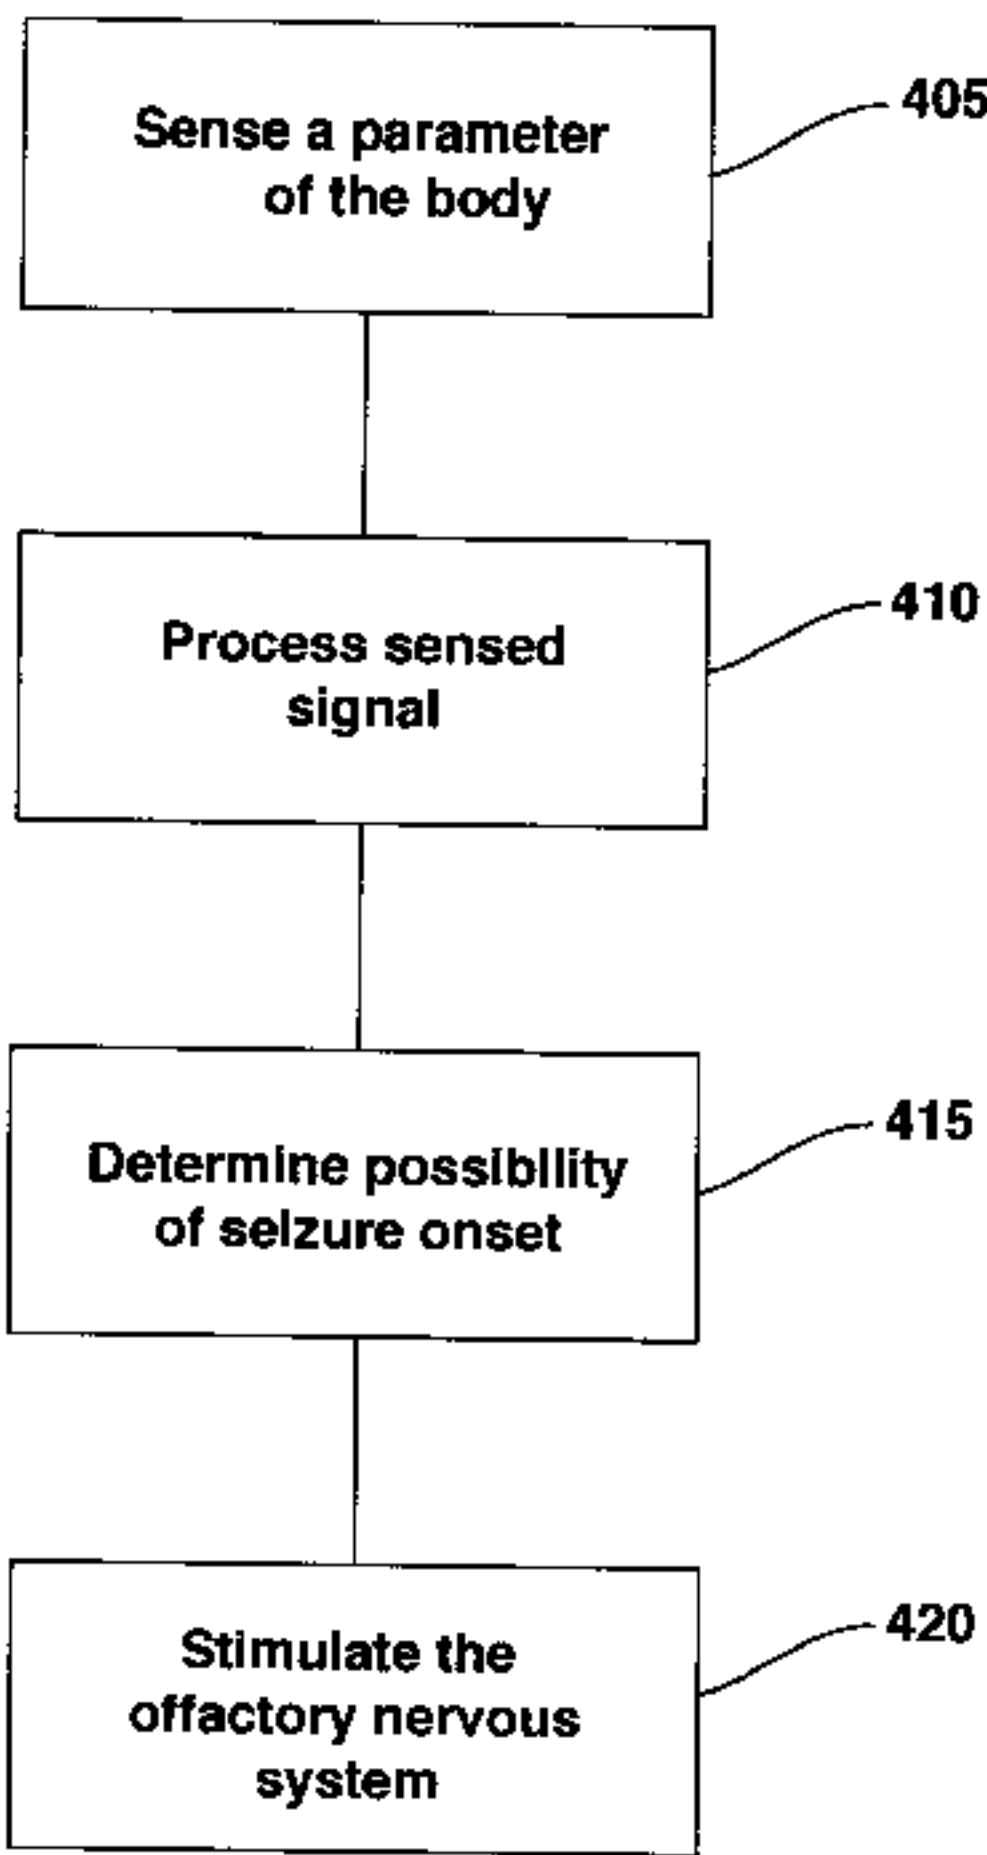 Sense a parameter
of the body
405
Process sensed
signal
410
Determine possibility
of seizure onset
415
Stimulate the
offactory nervous
system
420